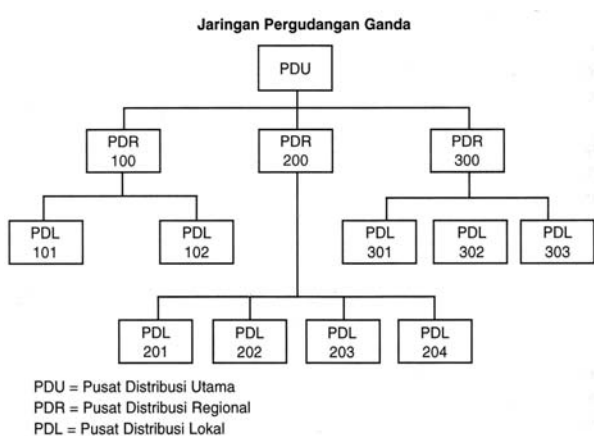 Jaringan Pergudangan Ganda
PDU
PDR
100
PDR
200
PDR
300
PDL
101
PDL
102
PDL
301
PDL
302
PDL
303
PDL
201
PDL
202
PDL
203
PDL
204
PDU = Pusat Distribusi Utama
PDR = Pusat Distribusi Regional
PDL = Pusat Distribusi Lokal